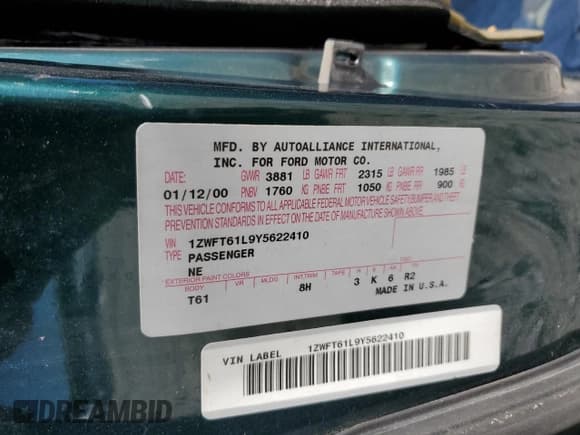 MFD. BY AUTOALLIANCE INTERNATIONAL,
INC. FOR FORD MOTOR CO.
DATE: GVWR 3881 LB GAWR FRT 2315 LB GAWR RR 1985 LB
01/12/00 PNBV 1760 KG PNBE FRT 1050 KG PNBE RR 900 KG
THIS VEHICLE CONFORMS TO ALL APPLICABLE FEDERAL MOTOR VEHICLE SAFETY,BUMPER AND THEFT
PREVENTION STANDARDS IN EFFECT ON THE DATE OF MANUFACTURE SHOWN ABOVE.
VIN 1ZWFT61L9Y5622410
TYPE PASSENGER
NE
EXTERIOR PAINT COLORS
BODY VR MLDG INT.TRIM TAPE R S AX
T61 8H 3 K 6 R2
MADE IN U.S.A.
VIN LABEL 1ZWFT61L9Y5622410
DREAMBID